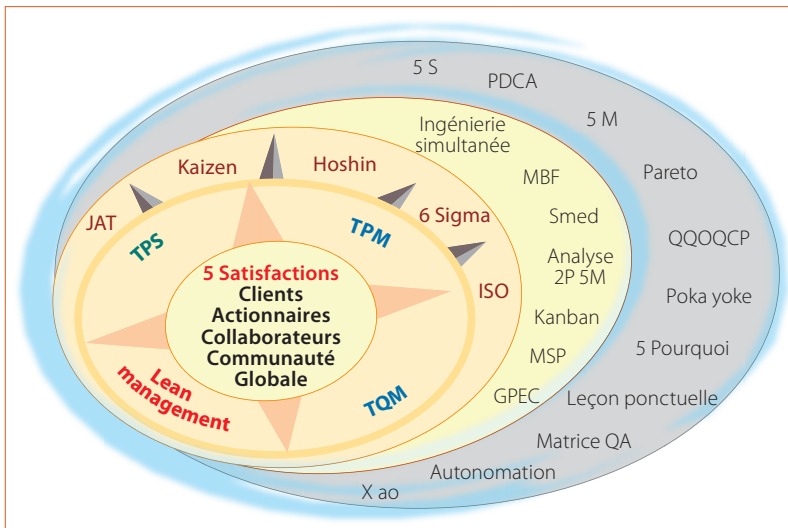 5 S
PDCA
5 M
Pareto
QQOQCP
Poka yoke
5 Pourquoi
Leçon ponctuelle
Matrice QA
Autonomation
X ao
Ingénierie
simultanée
MBF
Smed
Analyse
2P 5M
Kanban
MSP
GPEC
JAT
Kaizen
Hoshin
6 Sigma
ISO
TPS
TPM
TQM
Lean
management
5 Satisfactions
Clients
Actionnaires
Collaborateurs
Communauté
Globale